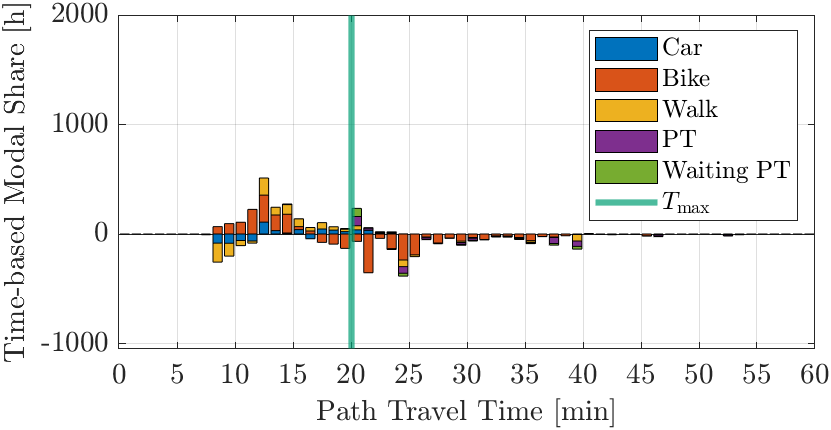 Time-based Modal Share [h]
2000
1000
0
-1000
Car
Bike
Walk
PT
Waiting PT
Tmax
0 5 10 15 20 25 30 35 40 45 50 55 60
Path Travel Time [min]